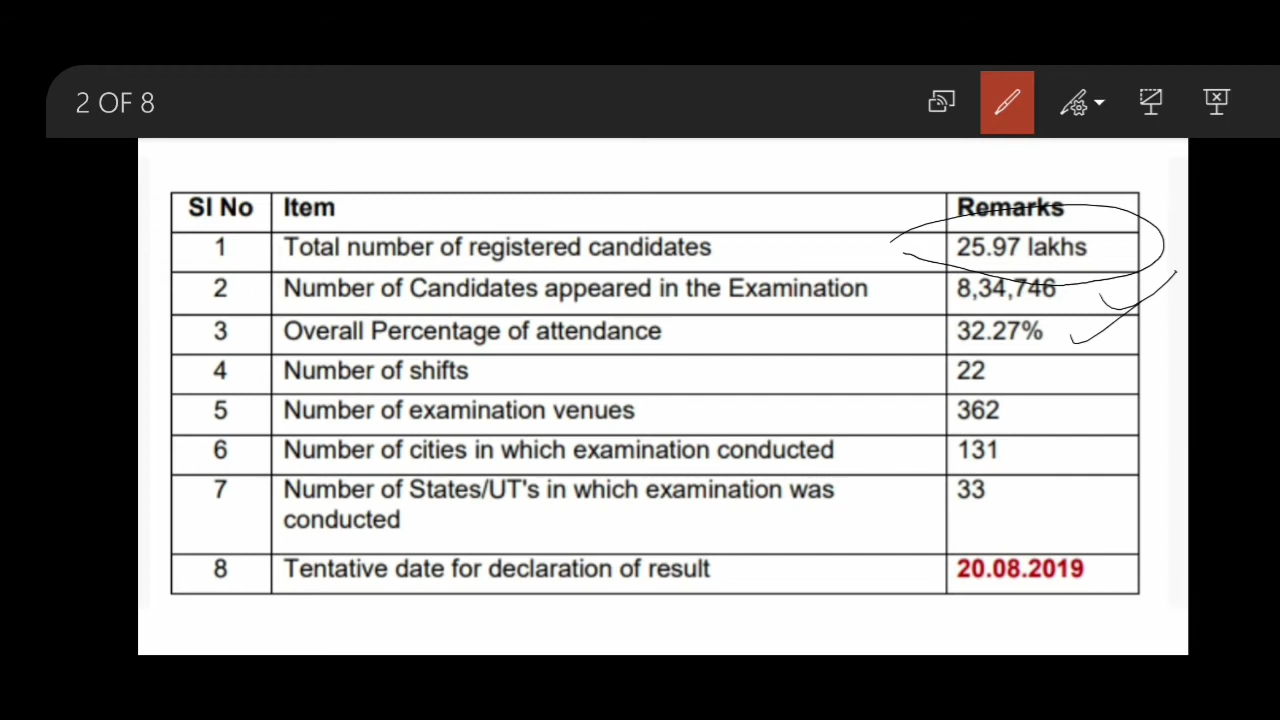 2 OF 8
Sl No Item Remarks
1 Total number of registered candidates 25.97 lakhs
2 Number of Candidates appeared in the Examination 8,34,746
3 Overall Percentage of attendance 32.27%
4 Number of shifts 22
5 Number of examination venues 362
6 Number of cities in which examination conducted 131
7 Number of States/UT's in which examination was 33
conducted
8 Tentative date for declaration of result 20.08.2019